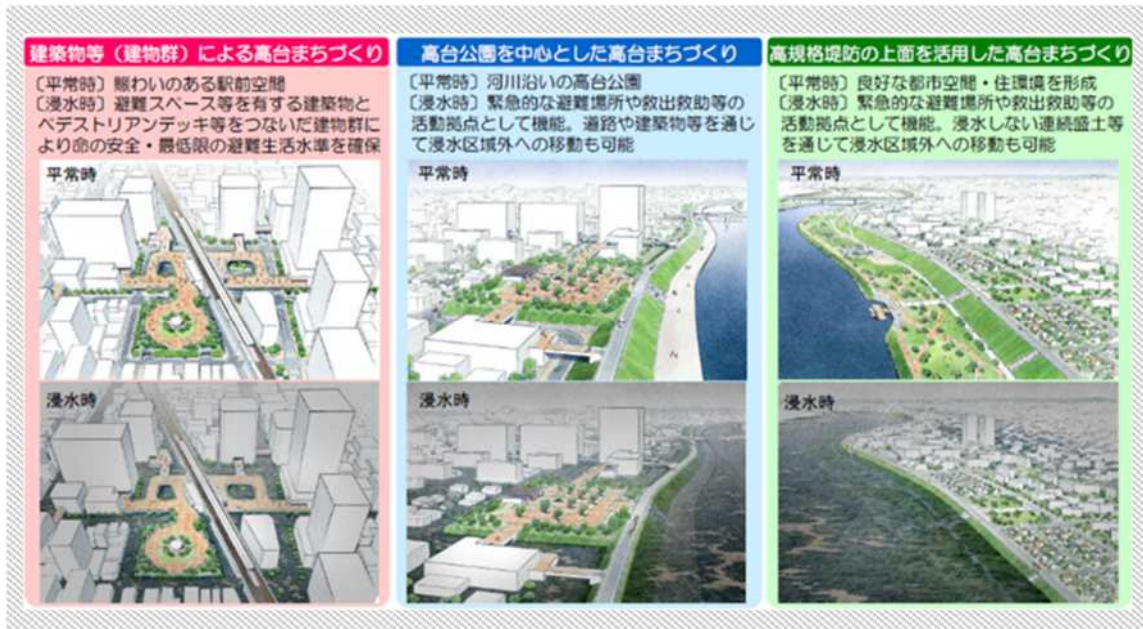 建築物等（建物群）による高台まちづくり
〔平常時〕賑わいのある駅前空間
〔浸水時〕避難スペース等を有する建築物と
ペデストリアンデッキ等をつないだ建物群に
より命の安全・最低限の避難生活水準を確保
平常時
浸水時
高台公園を中心とした高台まちづくり
〔平常時〕河川沿いの高台公園
〔浸水時〕緊急的な避難場所や救出救助等の
活動拠点として機能。道路や建築物等を通じ
て浸水区域外への移動も可能
平常時
浸水時
高規格堤防の上面を活用した高台まちづくり
〔平常時〕良好な都市空間・住環境を形成
〔浸水時〕緊急的な避難場所や救出救助等の
活動拠点として機能。浸水しない連続盛土等
を通じて浸水区域外への移動も可能
平常時
浸水時